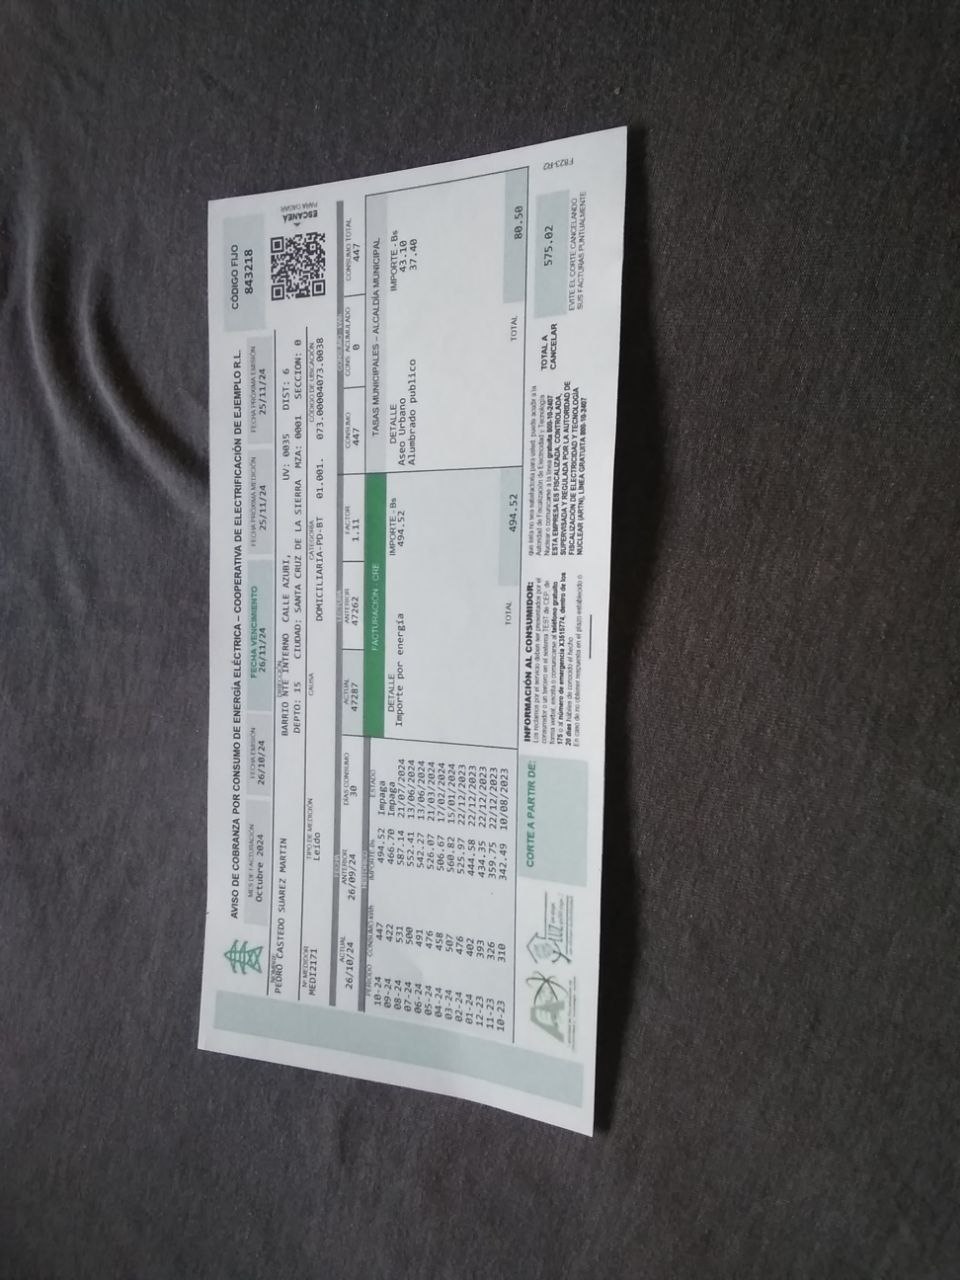 AVISO DE COBRANZA POR CONSUMO DE ENERGÍA ELÉCTRICA - COOPERATIVA DE ELECTRIFICACIÓN DE EJEMPLO R.L.
CÓDIGO FIJO
843218
MES DE FACTURACIÓN
Octubre 2024
FECHA EMISIÓN
26/10/24
FECHA VENCIMIENTO
26/11/24
FECHA PRÓXIMA MEDICIÓN
25/11/24
FECHA PRÓXIMA EMISIÓN
25/11/24
NOMBRE
PEDRO CASTEDO SUAREZ MARTIN
DIRECCIÓN
BARRIO NTE INTERNO CALLE AZUBI, UV: 0035 DIST: 6
DEPTO: 15 CIUDAD: SANTA CRUZ DE LA SIERRA MZA: 0001 SECCION: 0
ESCANEA
PARA PAGAR
Nº MEDIDOR
MEDI2171
TIPO DE MEDICIÓN
Leido
CAUSA
CATEGORÍA
DOMICILIARIA-PD-BT
CÓDIGO DE UBICACIÓN
01.001. 073.00004073.0038
ACTUAL ANTERIOR DÍAS CONSUMO ACTUAL ANTERIOR FACTOR CONSUMO CONS. ACUMULADO CONSUMO TOTAL
26/10/24 26/09/24 30 47287 47262 1.11 447 0 447
PERIODO CONSUMO kWh IMPORTE Bs. ESTADO
10-24 447 494.52 Impaga
09-24 422 466.70 Impaga
08-24 531 587.14 21/07/2024
07-24 500 552.41 13/06/2024
06-24 491 542.27 13/06/2024
05-24 476 526.07 21/03/2024
04-24 458 506.67 17/02/2024
03-24 507 560.82 15/01/2024
02-24 476 525.97 22/12/2023
01-24 402 444.58 22/12/2023
12-23 393 434.35 22/12/2023
11-23 326 359.75 22/12/2023
10-23 310 342.49 10/08/2023
FACTURACIÓN - CRE
DETALLE IMPORTE - Bs
Importe por energía 494.52
TOTAL 494.52
TASAS MUNICIPALES - ALCALDÍA MUNICIPAL
DETALLE IMPORTE - Bs
Aseo Urbano 43.10
Alumbrado publico 37.40
TOTAL 80.50
CORTE A PARTIR DE:
INFORMACIÓN AL CONSUMIDOR:
Los reclamos por el servicio deben ser presentados por el
consumidor o un tercero en el sistema TEST de CEP, de
forma verbal, escrita o comunicarse al teléfono gratuito
176 o al número de emergencia X3515774, dentro de los
20 días hábiles de conocido el hecho
En caso de no obtener respuesta en el plazo establecido o
que ésta no sea satisfactoria para usted, puede acudir a la
Autoridad de Fiscalización de Electricidad y Tecnología
Nuclear o comunicarse a la línea gratuita 800-10-2407
ESTA EMPRESA ES FISCALIZADA, CONTROLADA,
SUPERVISADA Y REGULADA POR LA AUTORIDAD DE
FISCALIZACIÓN DE ELECTRICIDAD Y TECNOLOGÍA
NUCLEAR (ARTN), LÍNEA GRATUITA 800-10-2407
TOTAL A
CANCELAR
575.02
EVITE EL CORTE CANCELANDO
SUS FACTURAS PUNTUALMENTE
F823-R2